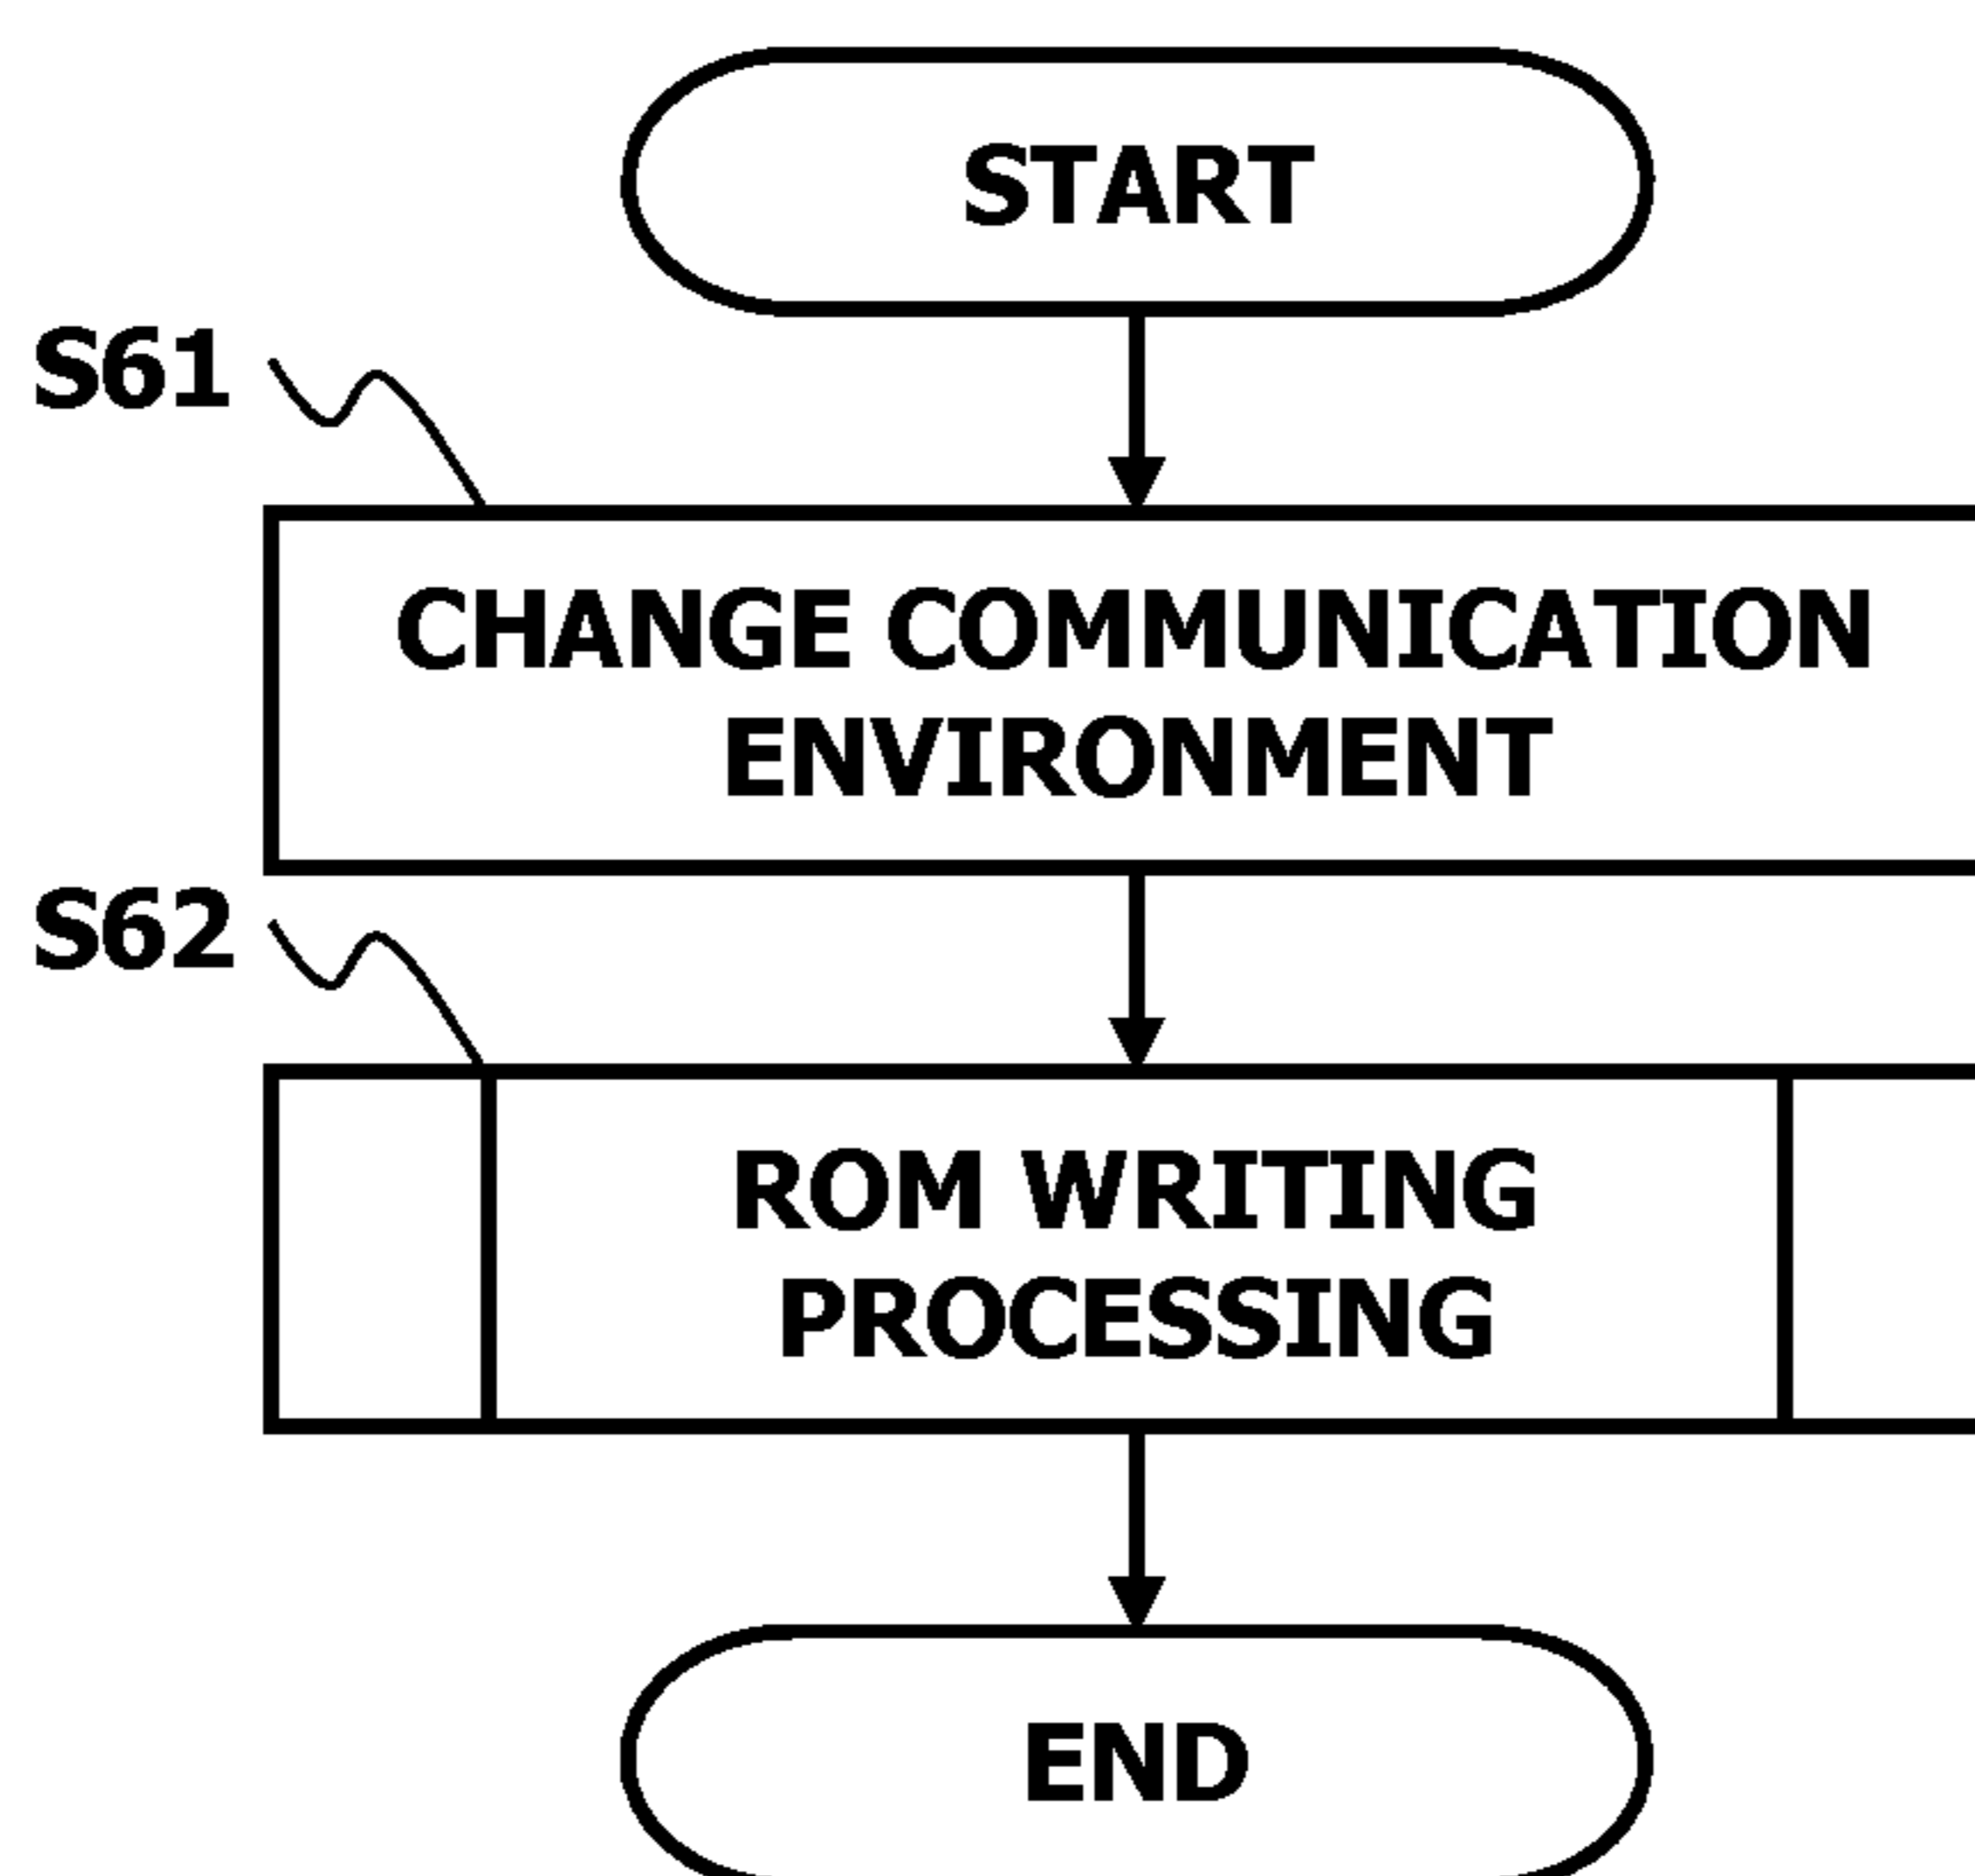 START
S61
CHANGE COMMUNICATION
ENVIRONMENT
S62
ROM WRITING
PROCESSING
END